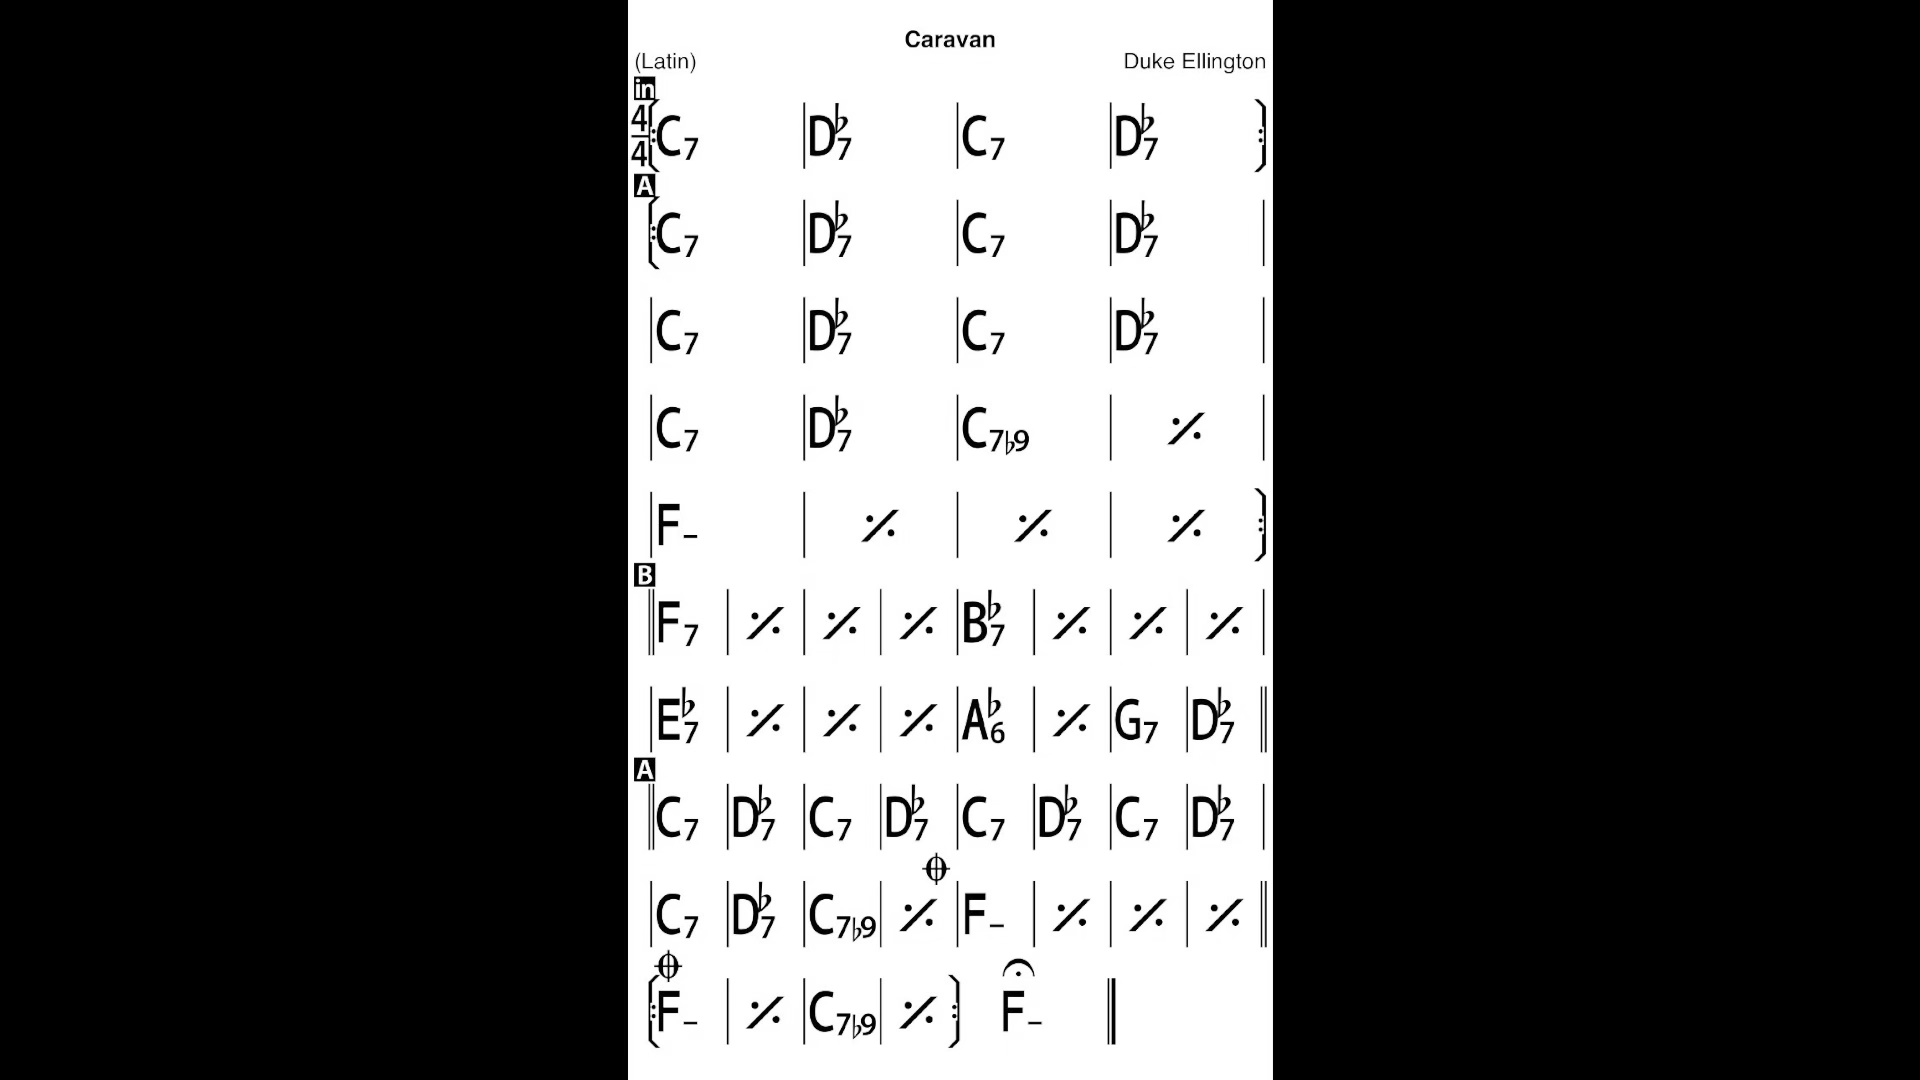 Caravan
(Latin) Duke Ellington
in
4/4 C7 D♭7 C7 D♭7
A
C7 D♭7 C7 D♭7
C7 D♭7 C7 D♭7
C7 D♭7 C7♭9 𝄎
F– 𝄎 𝄎 𝄎
B
F7 𝄎 𝄎 𝄎 B♭7 𝄎 𝄎 𝄎
E♭7 𝄎 𝄎 𝄎 A♭6 𝄎 G7 D♭7
A
C7 D♭7 C7 D♭7 C7 D♭7 C7 D♭7
C7 D♭7 C7♭9 𝄎 F– 𝄎 𝄎 𝄎
F– 𝄎 C7♭9 𝄎 F–